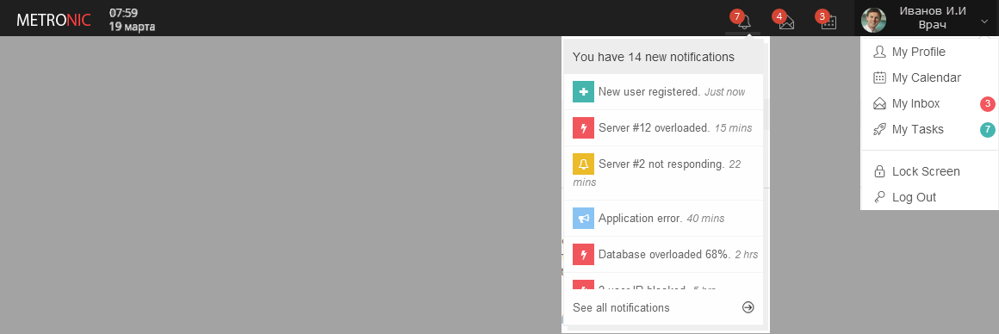 METRONIC
07:59
19 марта
7
4
3
Иванов И.И
Врач
You have 14 new notifications
New user registered. Just now
Server #12 overloaded. 15 mins
Server #2 not responding. 22
mins
Application error. 40 mins
Database overloaded 68%. 2 hrs
See all notifications
My Profile
My Calendar
My Inbox 3
My Tasks 7
Lock Screen
Log Out